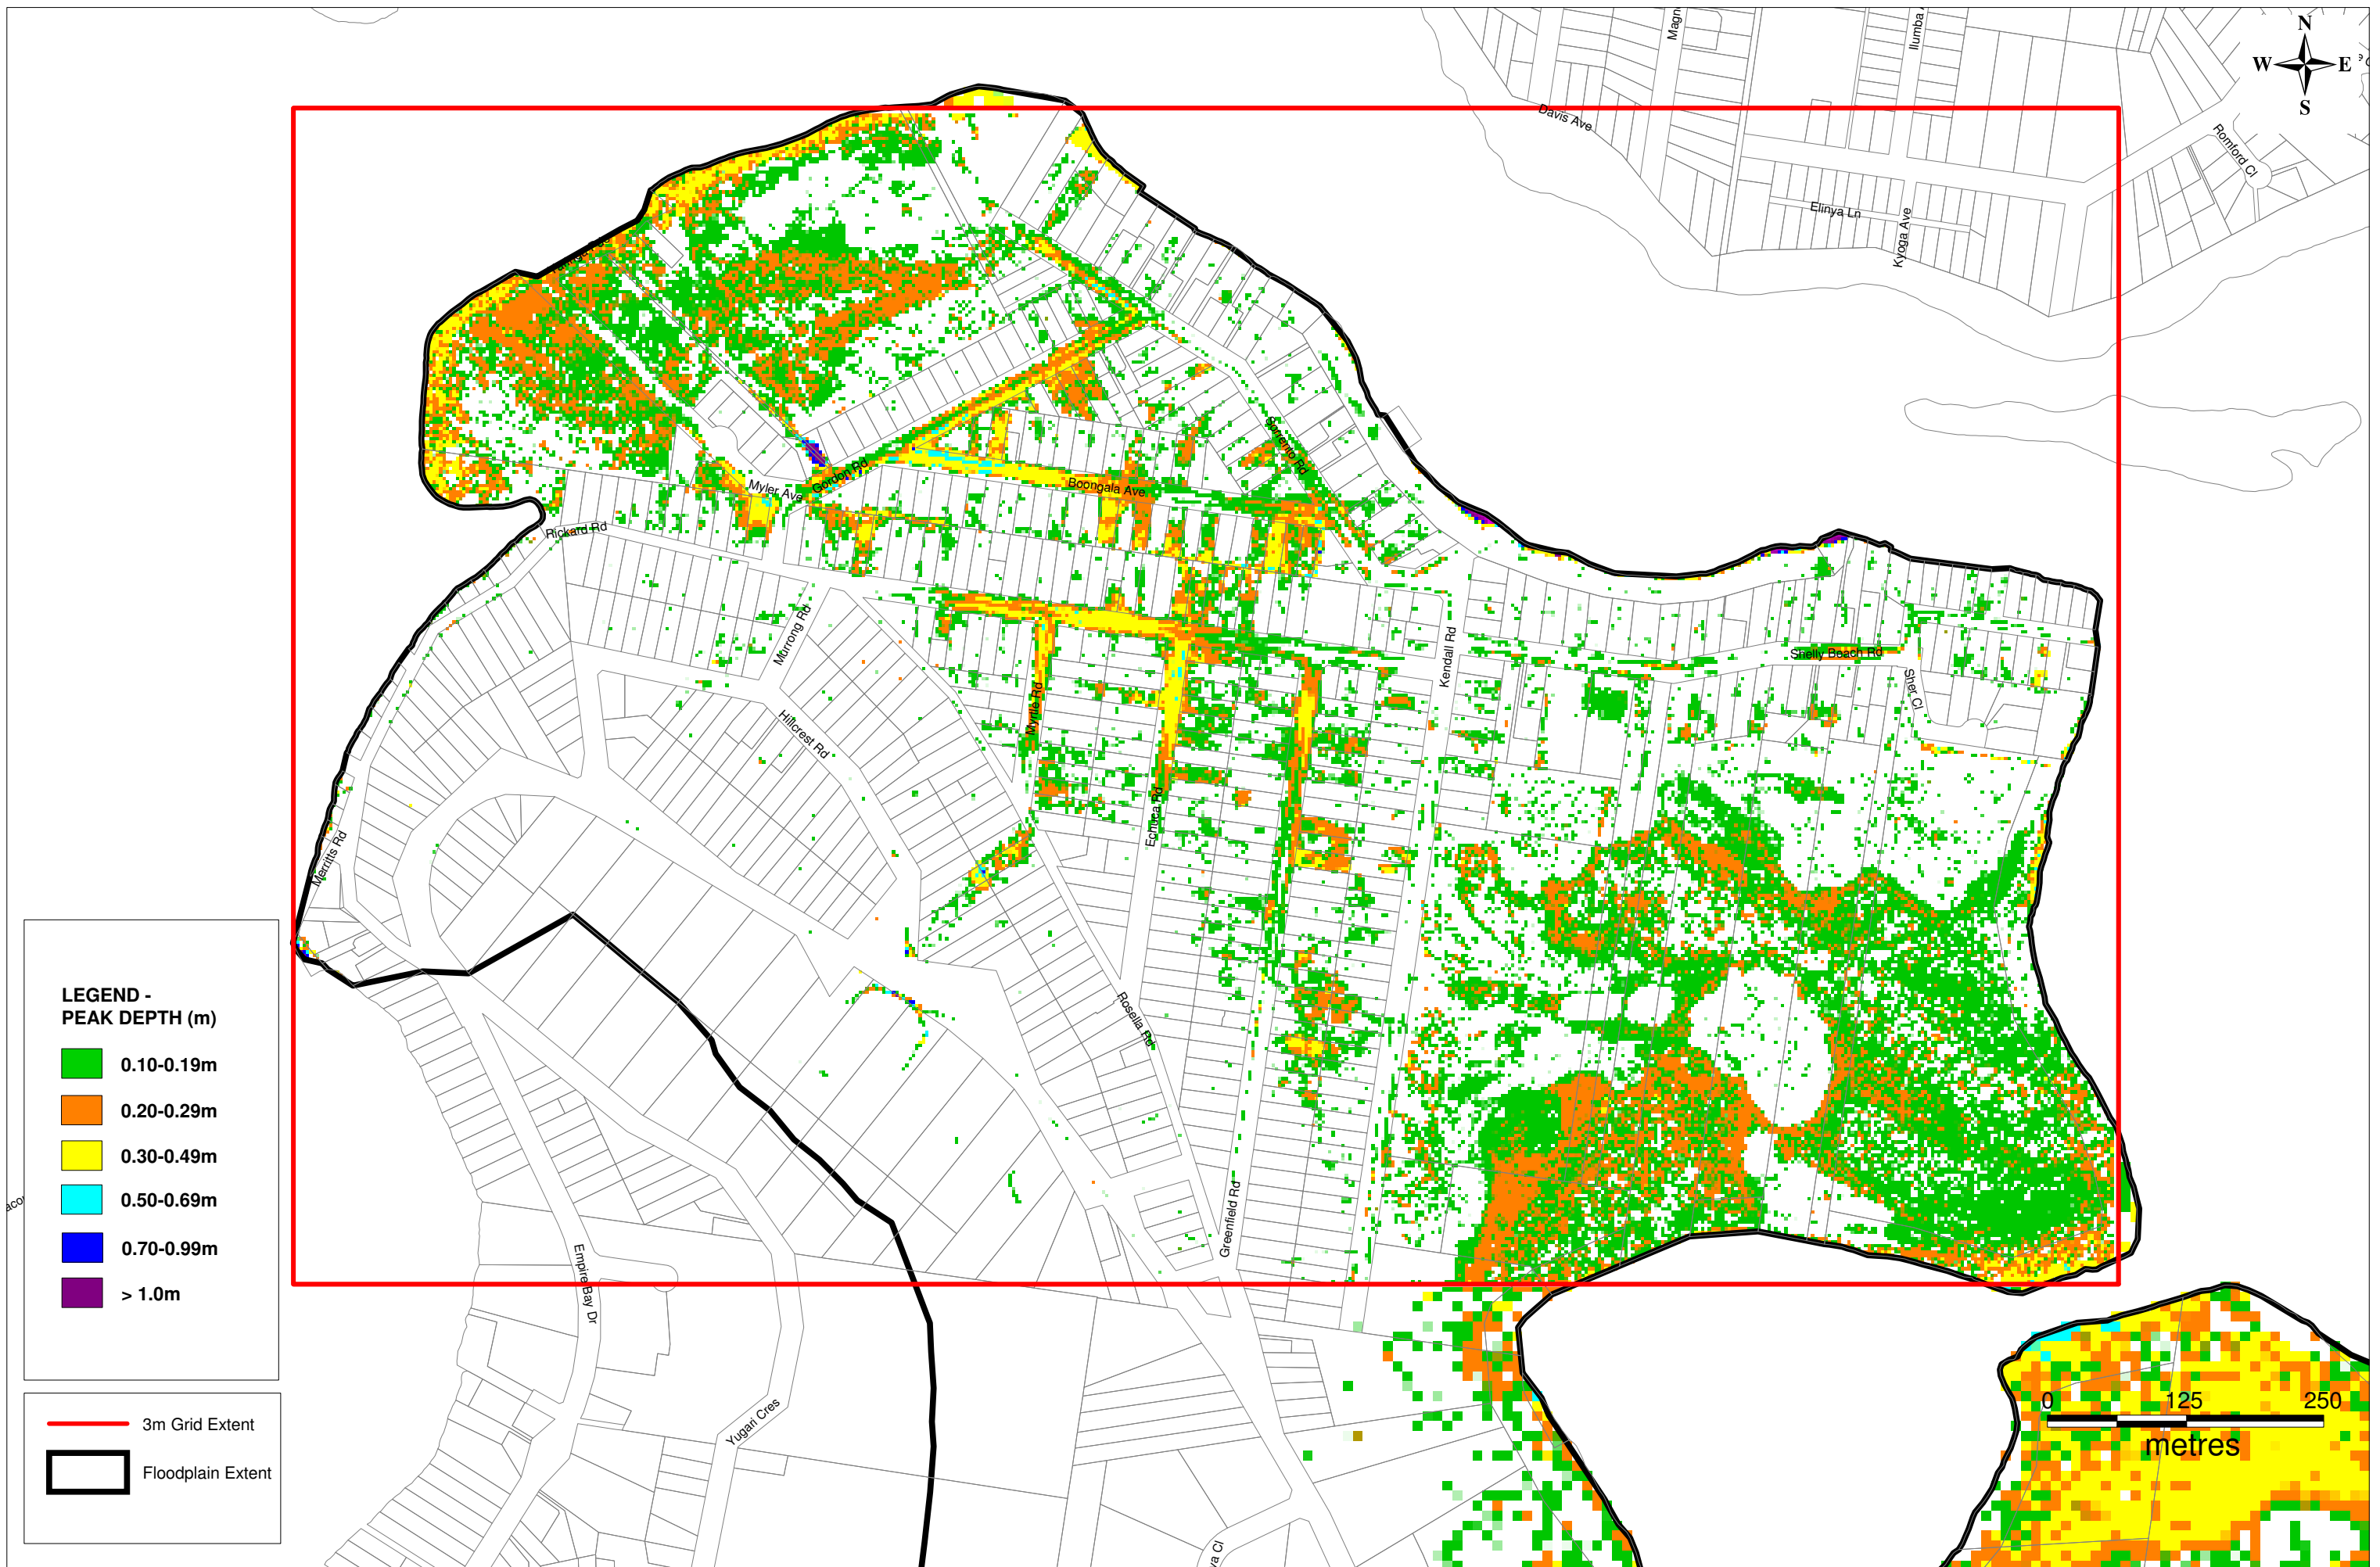 Magn
Ilumba
N
W
E
S
Davis Ave
Romford Cl
Elinya Ln
Kyoga Ave
Sorrento Rd
Gordon Rd
Myler Ave
Boongala Ave
Rickard Rd
Murrong Rd
Kendall Rd
Shelly Beach Rd
Sher Cl
Myrtle Rd
Hillcrest Rd
Echuca Rd
Merritts Rd
Rosella Rd
Greenfield Rd
Empire Bay Dr
Yugari Cres
LEGEND -
PEAK DEPTH (m)
0.10-0.19m
0.20-0.29m
0.30-0.49m
0.50-0.69m
0.70-0.99m
> 1.0m
3m Grid Extent
Floodplain Extent
0 125 250
metres
va Cl